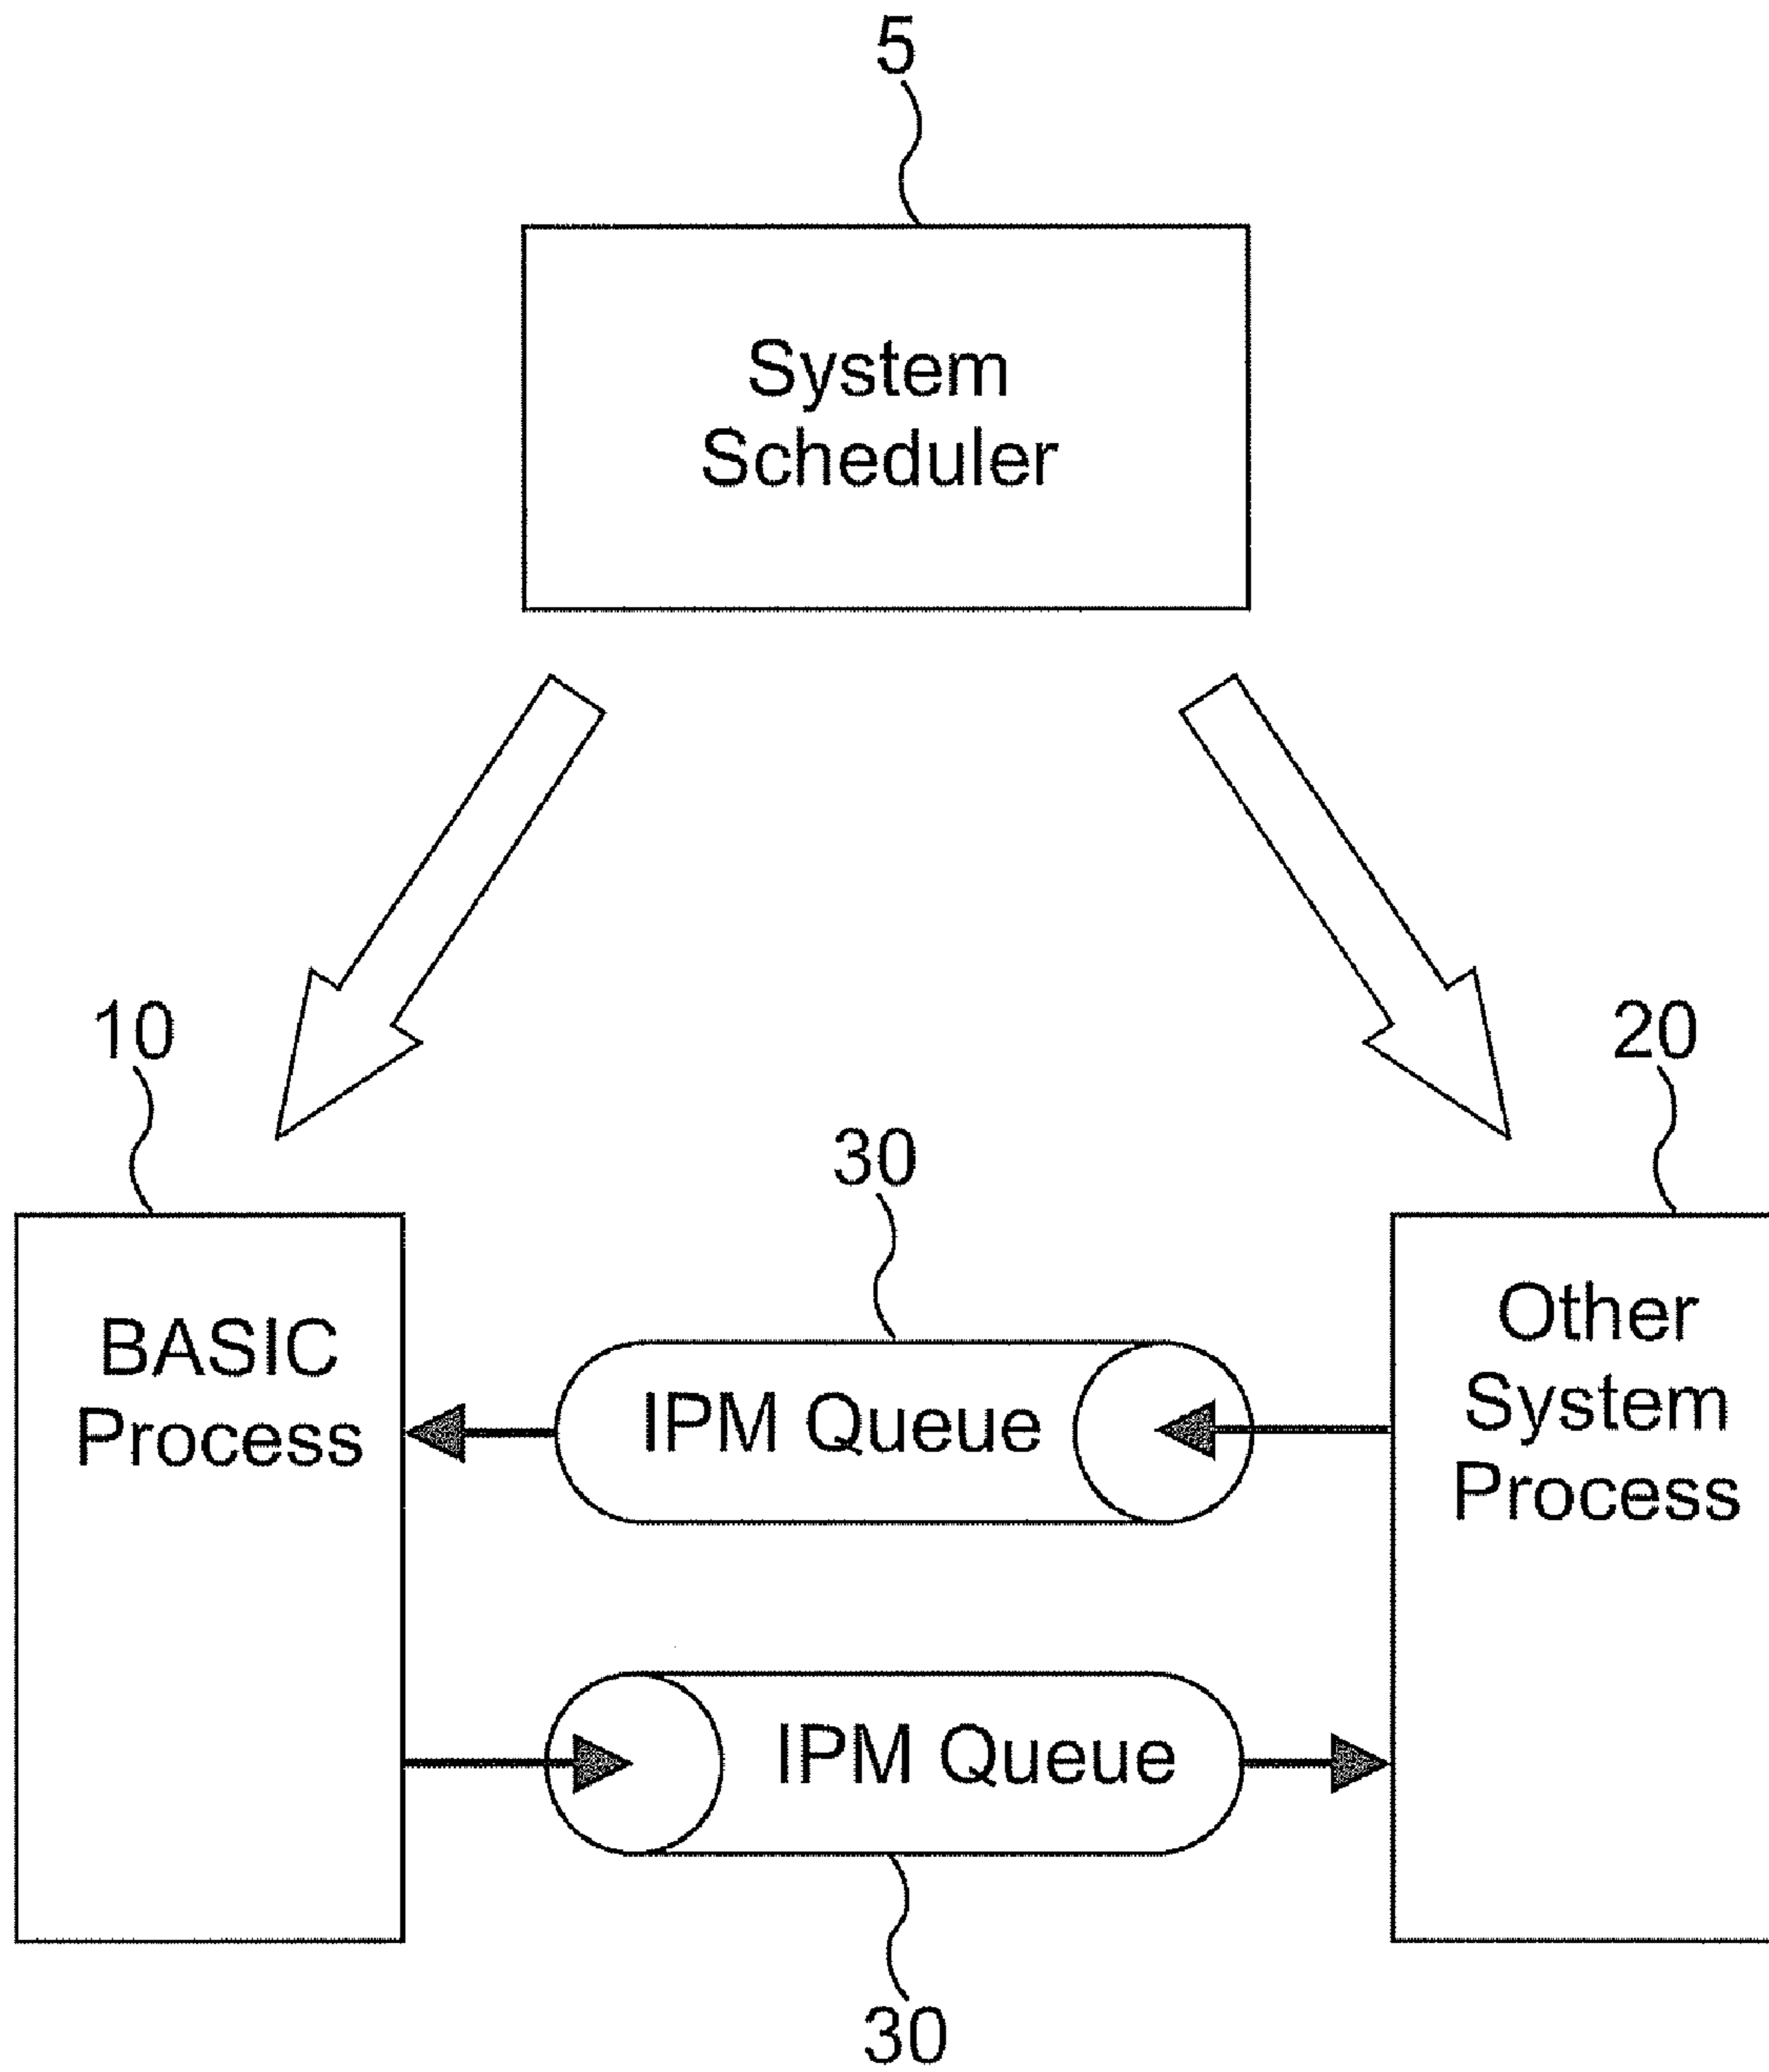 5
System
Scheduler
10
20
30
BASIC
Process
Other
System
Process
IPM Queue
IPM Queue
30